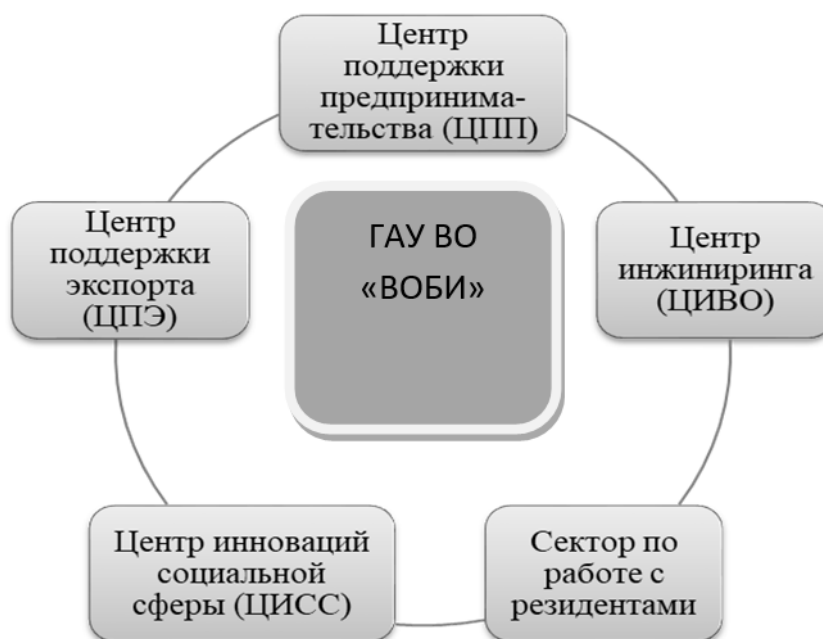 Центр
поддержки
предпринима-
тельства (ЦПП)
Центр
поддержки
экспорта
(ЦПЭ)
ГАУ ВО
«ВОБИ»
Центр
инжиниринга
(ЦИВО)
Центр инноваций
социальной
сферы (ЦИСС)
Сектор по
работе с
резидентами